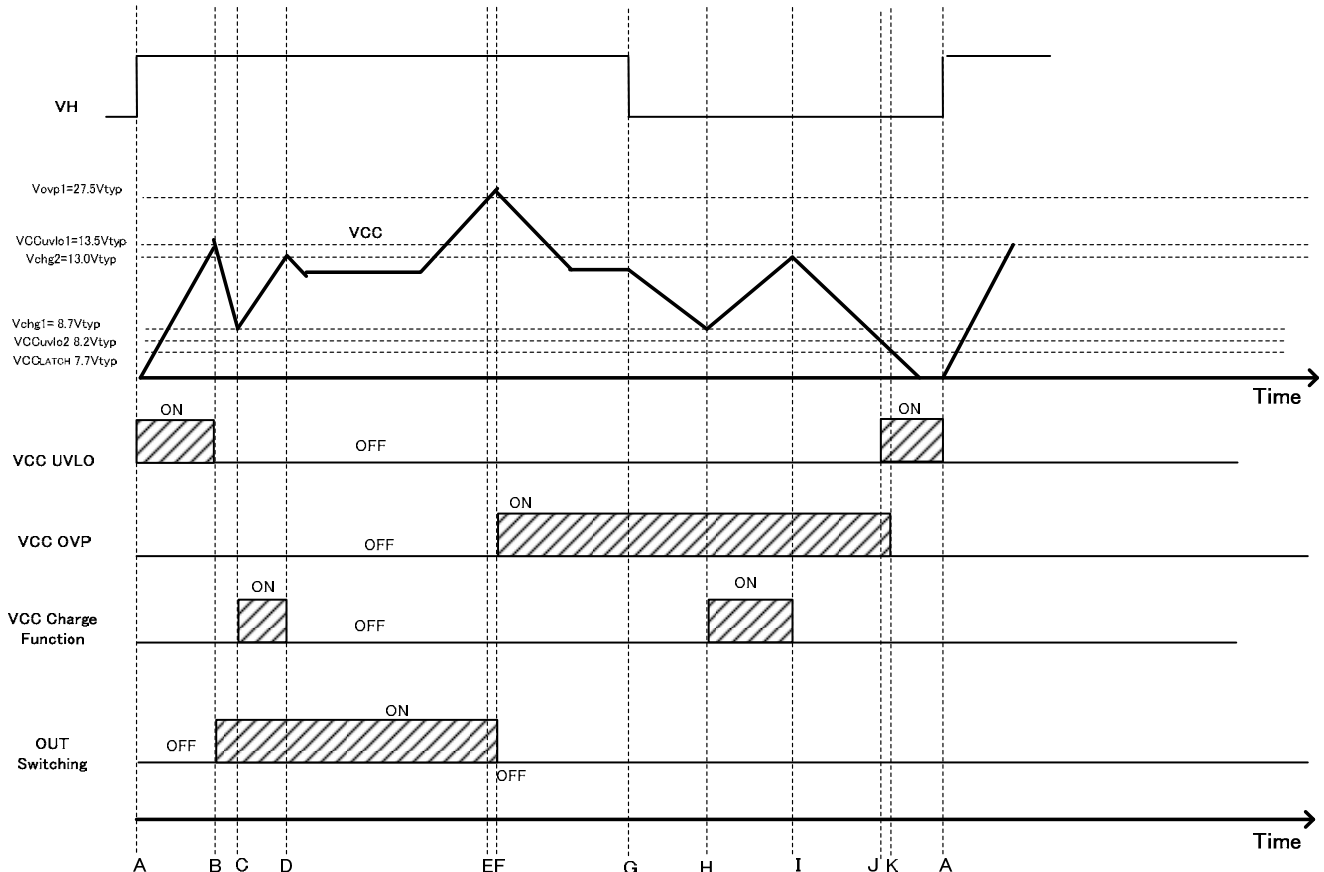 VH
Vovp1=27.5Vtyp
VCCuvlo1=13.5Vtyp
VCC
Vchg2=13.0Vtyp
Vchg1= 8.7Vtyp
VCCuvlo2 8.2Vtyp
VCCLATCH 7.7Vtyp
Time
ON
ON
OFF
VCC UVLO
ON
VCC OVP
OFF
ON
ON
VCC Charge
Function
OFF
ON
OUT
Switching
OFF
OFF
Time
A B C D E F G H I J K A